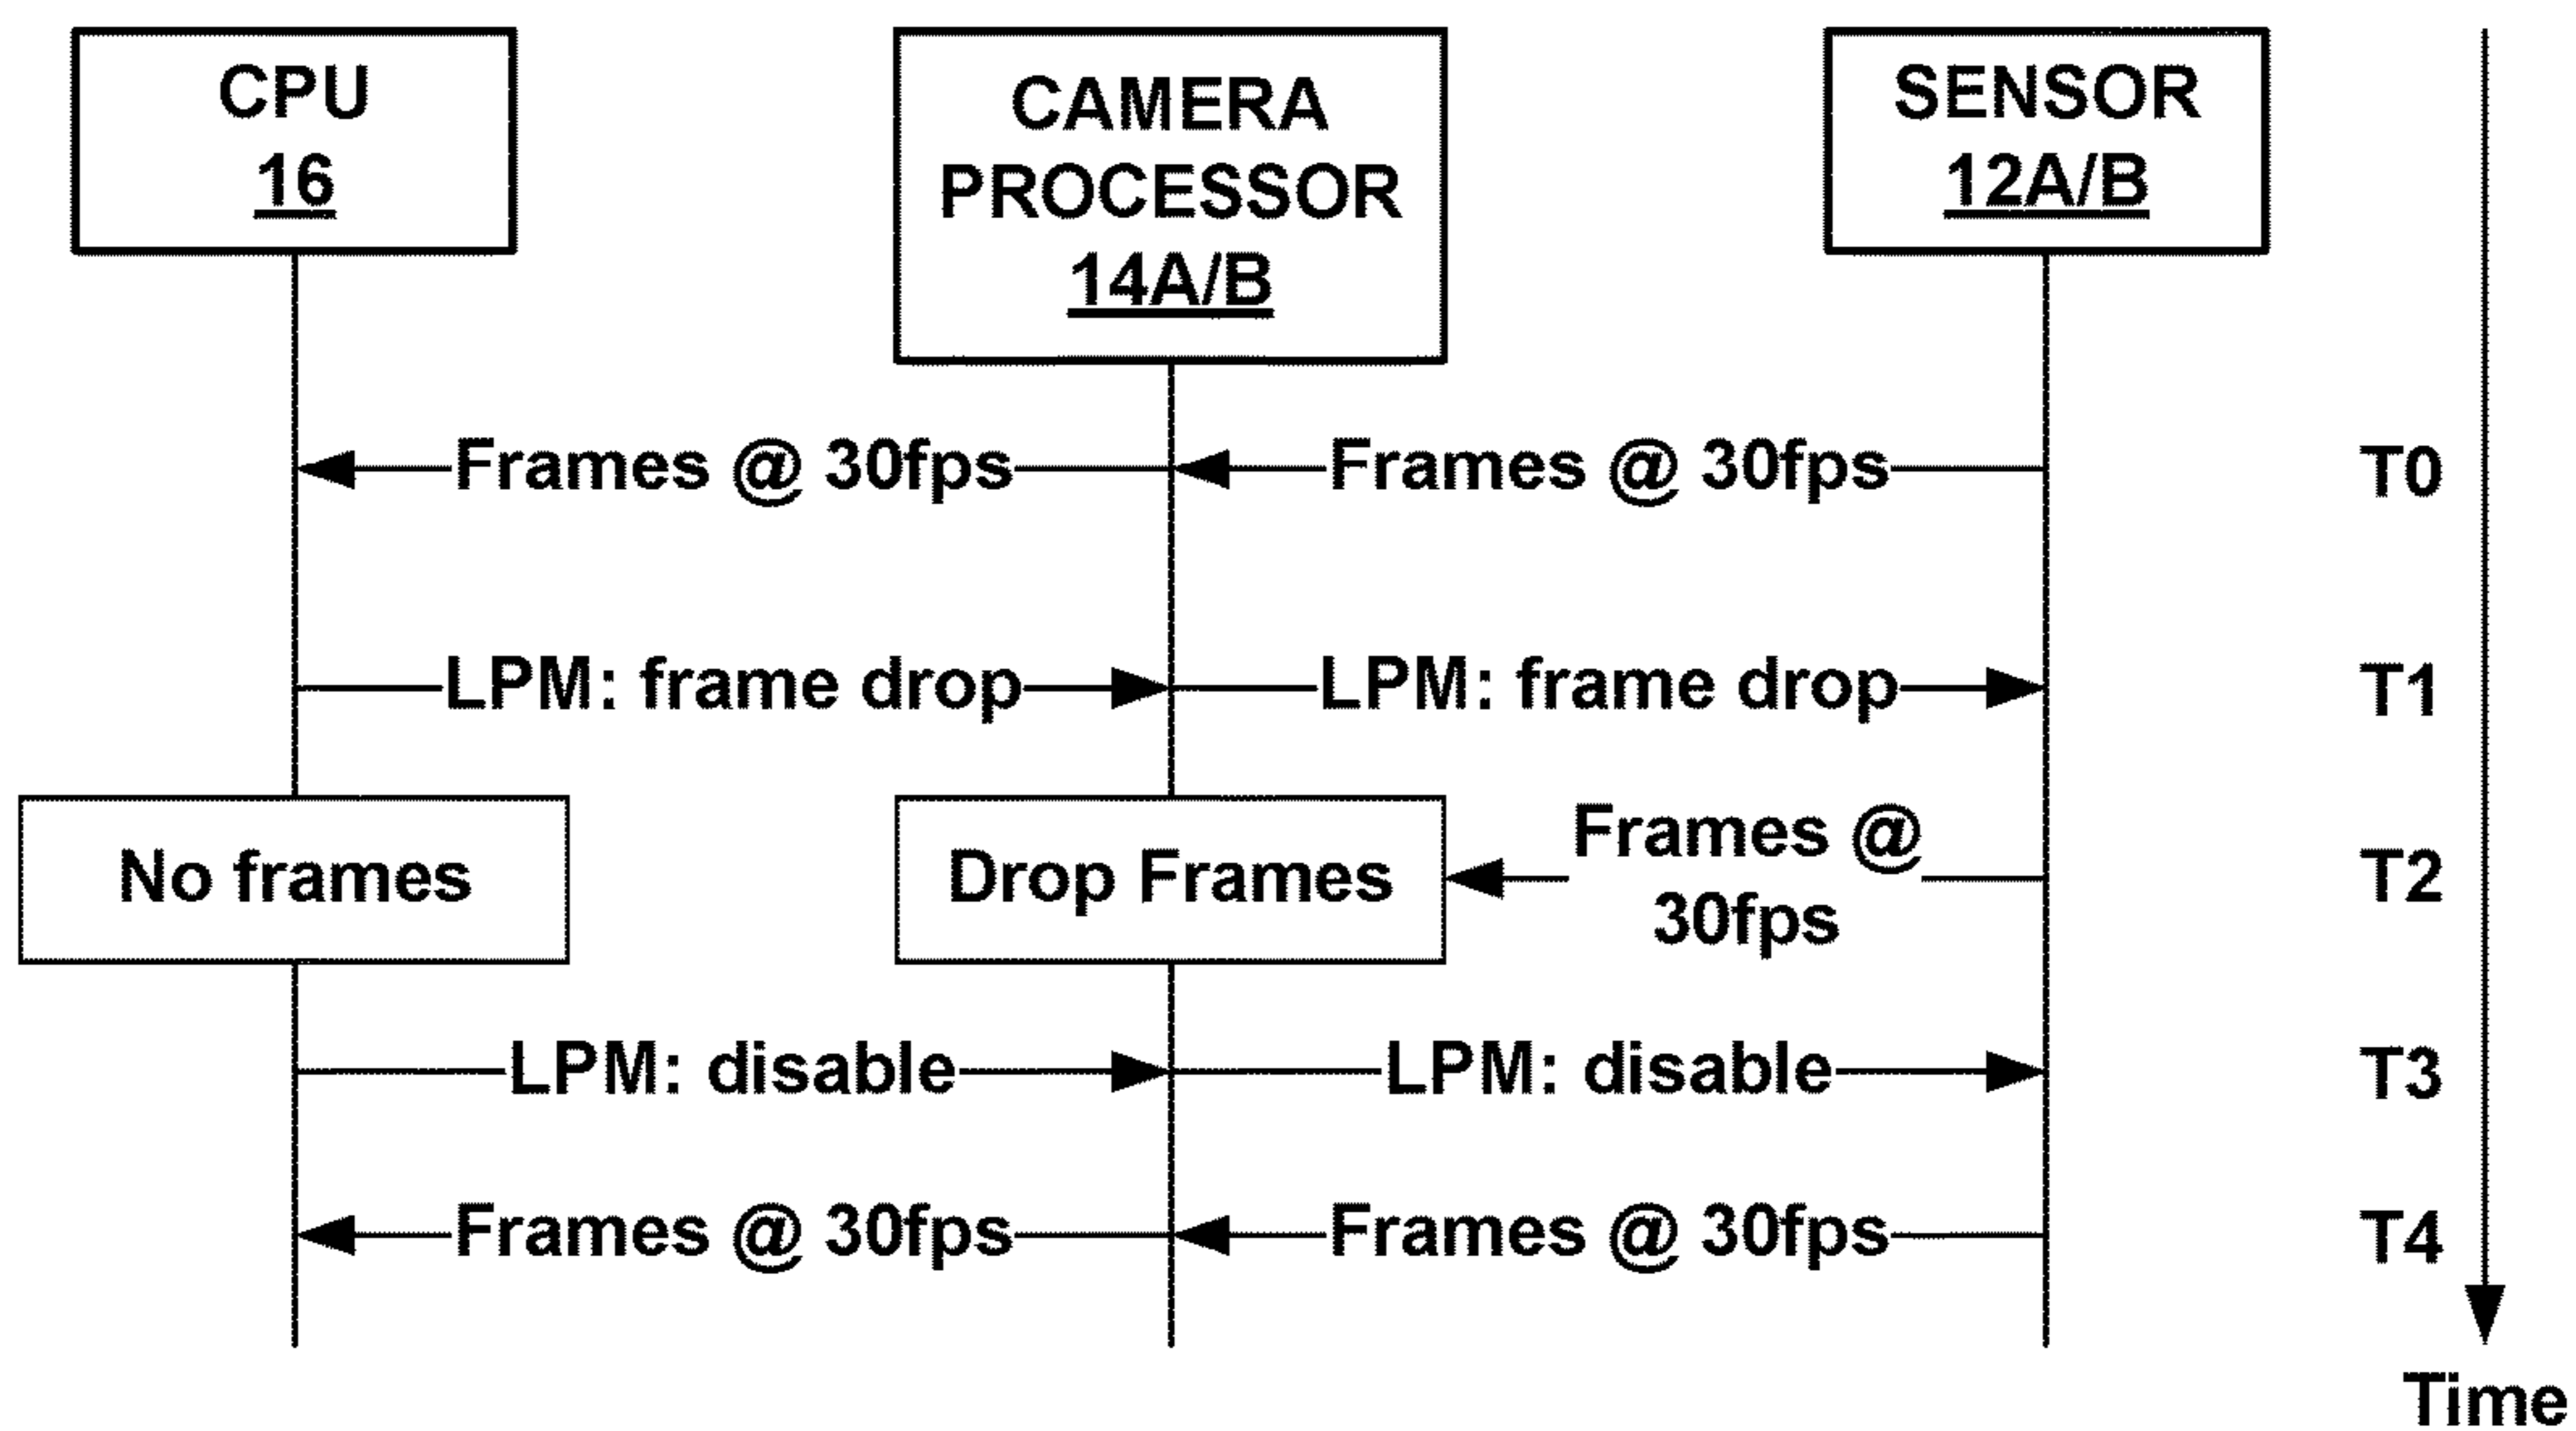 CPU
16
CAMERA
PROCESSOR
14A/B
SENSOR
12A/B
Frames @ 30fps
Frames @ 30fps
T0
LPM: frame drop
LPM: frame drop
T1
No frames
Drop Frames
Frames @
30fps
T2
LPM: disable
LPM: disable
T3
Frames @ 30fps
Frames @ 30fps
T4
Time